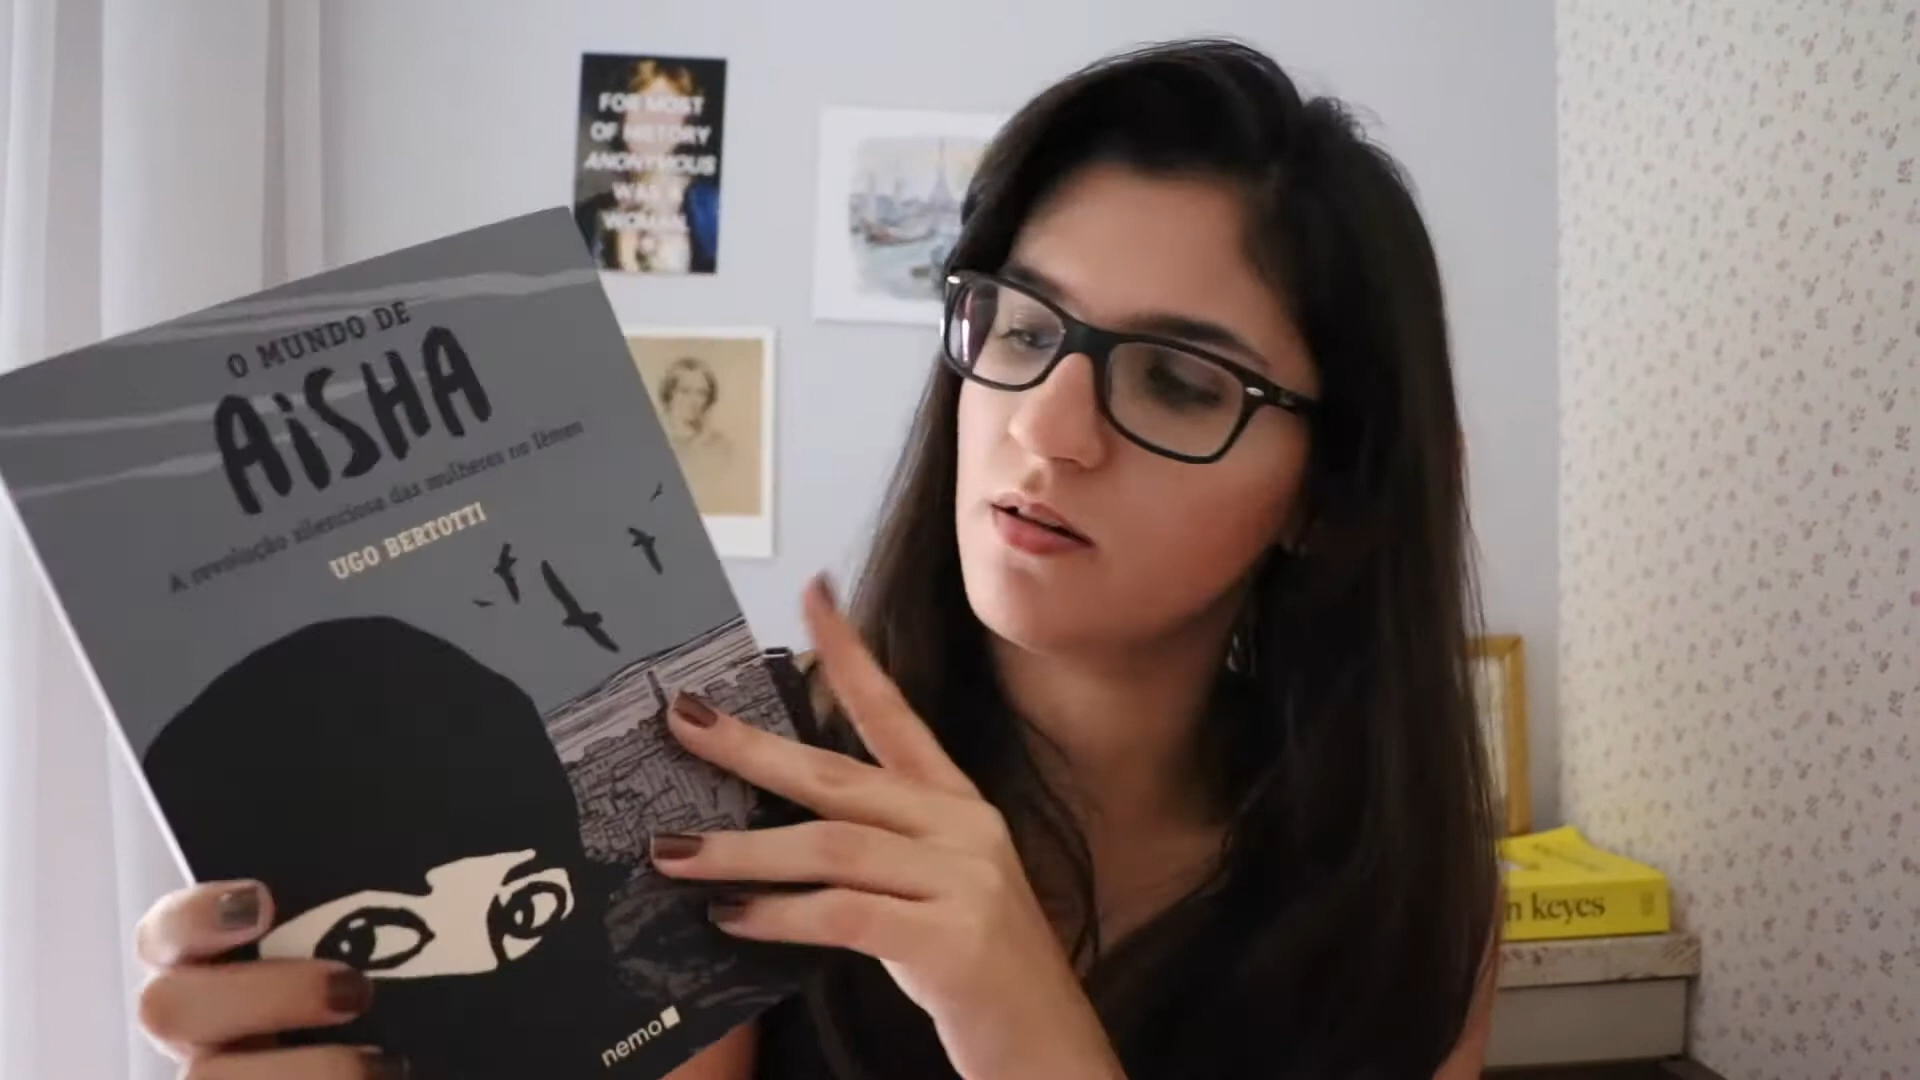 FOR MOST
OF HISTORY
ANONYMOUS
WAS A
WOMAN
O MUNDO DE
AiSHA
A revolução silenciosa das mulheres no Iêmen
UGO BERTOTTI
nemo
n keyes